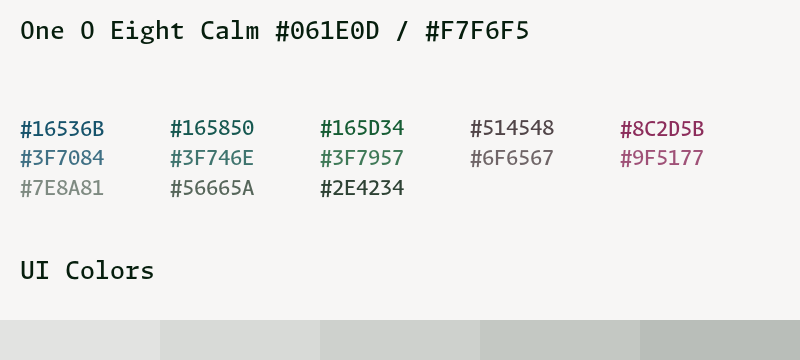 One O Eight Calm #061E0D / #F7F6F5
#16536B #165850 #165D34 #514548 #8C2D5B
#3F7084 #3F746E #3F7957 #6F6567 #9F5177
#7E8A81 #56665A #2E4234
UI Colors